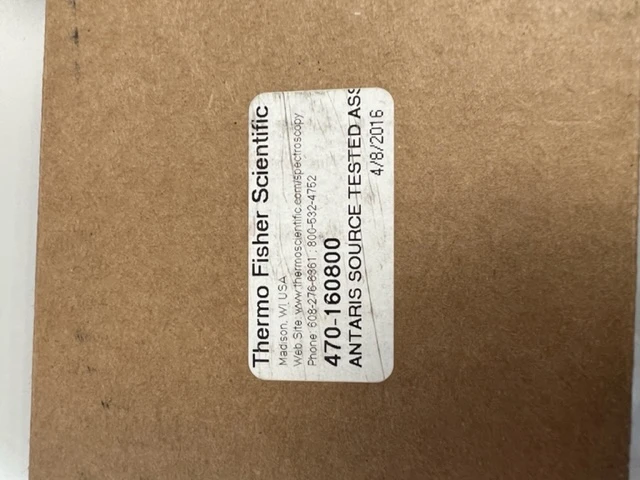 Thermo Fisher Scientific
Madison, WI USA
Web Site: www.thermoscientific.com/spectroscopy
Phone: 608-276-6361 : 800-532-4752
470-160800
ANTARIS SOURCE TESTED ASS
4/8/2016